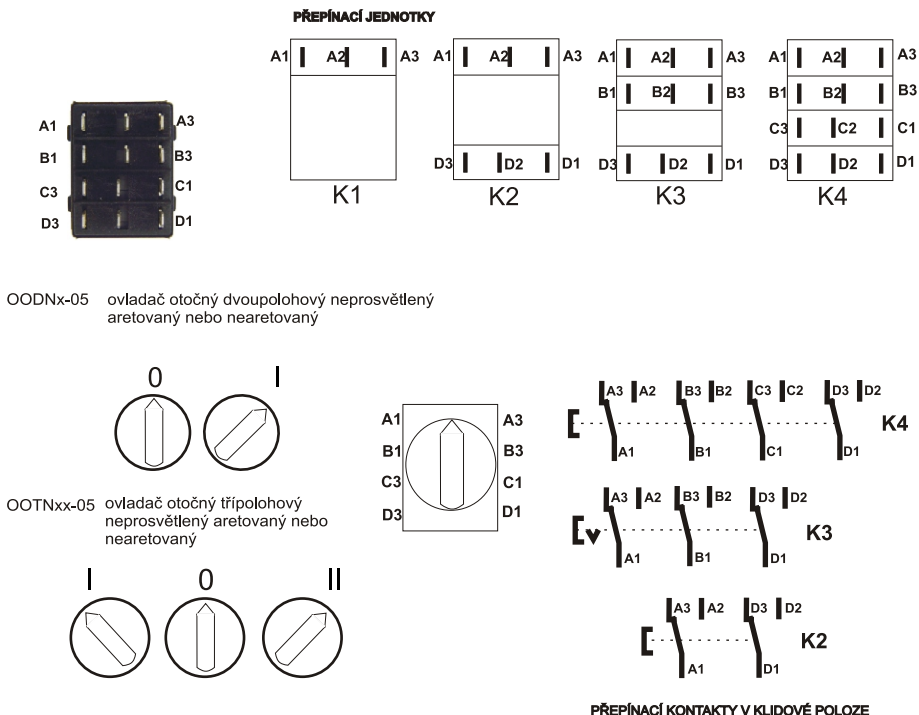 PŘEPÍNACÍ JEDNOTKY
A1 A2 A3
K1
A1 A2 A3
D3 D2 D1
K2
A1 A2 A3
B1 B2 B3
D3 D2 D1
K3
A1 A2 A3
B1 B2 B3
C3 C2 C1
D3 D2 D1
K4
A1 A3
B1 B3
C3 C1
D3 D1
OODNx-05 ovladač otočný dvoupolohový neprosvětlený
aretovaný nebo nearetovaný
0 I
OOTNxx-05 ovladač otočný třípolohový
neprosvětlený aretovaný nebo
nearetovaný
I 0 II
A1 A3
B1 B3
C3 C1
D3 D1
A3 A2 B3 B2 C3 C2 D3 D2
K4
A1 B1 C1 D1
A3 A2 B3 B2 D3 D2
K3
A1 B1 D1
A3 A2 D3 D2
K2
A1 D1
PŘEPÍNACÍ KONTAKTY V KLIDOVÉ POLOZE